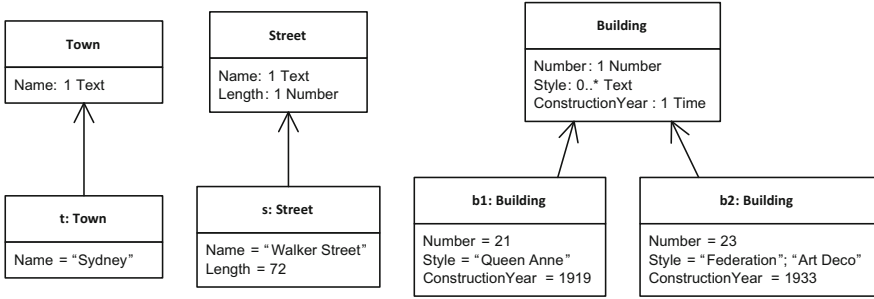 Town
Name: 1 Text
Street
Name: 1 Text
Length: 1 Number
Building
Number: 1 Number
Style: 0..* Text
ConstructionYear : 1 Time
t: Town
Name = “Sydney”
s: Street
Name = “Walker Street”
Length = 72
b1: Building
Number = 21
Style = “Queen Anne”
ConstructionYear = 1919
b2: Building
Number = 23
Style = “Federation”; “Art Deco”
ConstructionYear = 1933